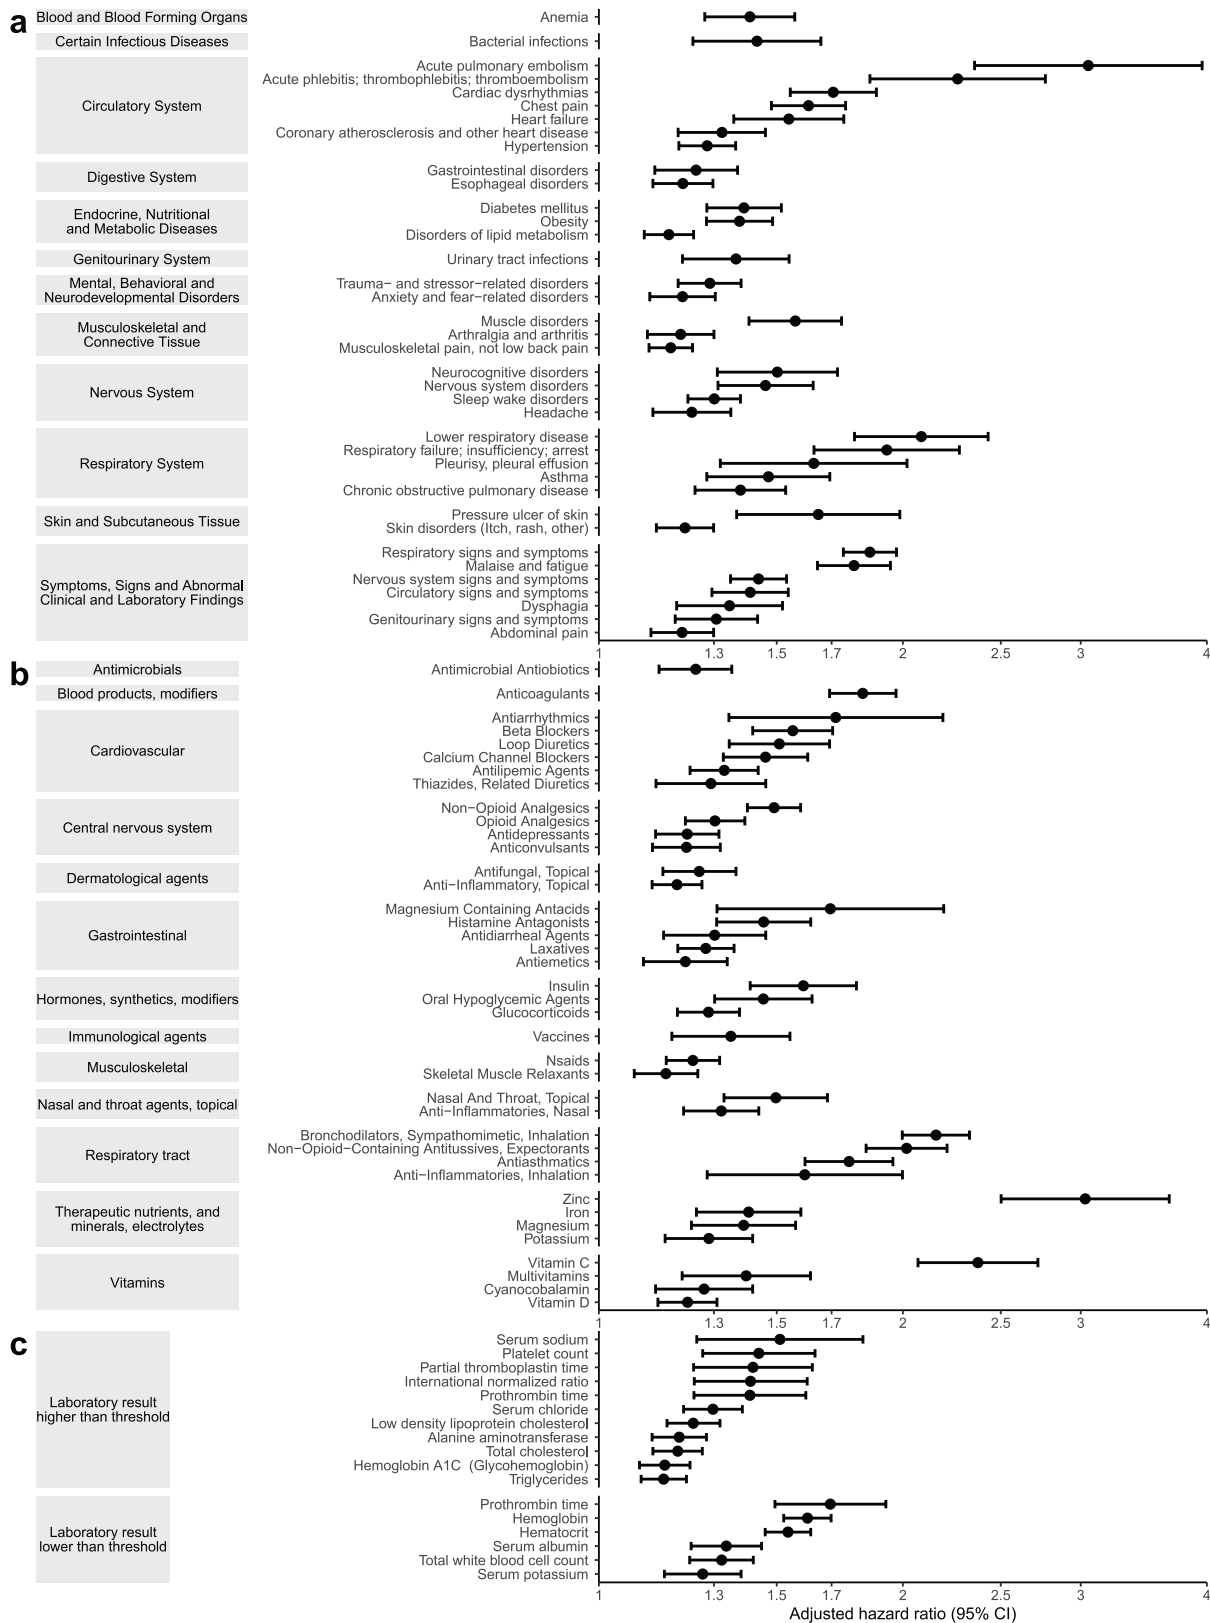 a
Blood and Blood Forming Organs
Anemia
Certain Infectious Diseases
Bacterial infections
Circulatory System
Acute pulmonary embolism
Acute phlebitis; thrombophlebitis; thromboembolism
Cardiac dysrhythmias
Chest pain
Heart failure
Coronary atherosclerosis and other heart disease
Hypertension
Digestive System
Gastrointestinal disorders
Esophageal disorders
Endocrine, Nutritional
and Metabolic Diseases
Diabetes mellitus
Obesity
Disorders of lipid metabolism
Genitourinary System
Urinary tract infections
Mental, Behavioral and
Neurodevelopmental Disorders
Trauma− and stressor−related disorders
Anxiety and fear−related disorders
Musculoskeletal and
Connective Tissue
Muscle disorders
Arthralgia and arthritis
Musculoskeletal pain, not low back pain
Nervous System
Neurocognitive disorders
Nervous system disorders
Sleep wake disorders
Headache
Respiratory System
Lower respiratory disease
Respiratory failure; insufficiency; arrest
Pleurisy, pleural effusion
Asthma
Chronic obstructive pulmonary disease
Skin and Subcutaneous Tissue
Pressure ulcer of skin
Skin disorders (Itch, rash, other)
Symptoms, Signs and Abnormal
Clinical and Laboratory Findings
Respiratory signs and symptoms
Malaise and fatigue
Nervous system signs and symptoms
Circulatory signs and symptoms
Dysphagia
Genitourinary signs and symptoms
Abdominal pain
1 1.3 1.5 1.7 2 2.5 3 4
b
Antimicrobials
Antimicrobial Antiobiotics
Blood products, modifiers
Anticoagulants
Cardiovascular
Antiarrhythmics
Beta Blockers
Loop Diuretics
Calcium Channel Blockers
Antilipemic Agents
Thiazides, Related Diuretics
Central nervous system
Non−Opioid Analgesics
Opioid Analgesics
Antidepressants
Anticonvulsants
Dermatological agents
Antifungal, Topical
Anti−Inflammatory, Topical
Gastrointestinal
Magnesium Containing Antacids
Histamine Antagonists
Antidiarrheal Agents
Laxatives
Antiemetics
Hormones, synthetics, modifiers
Insulin
Oral Hypoglycemic Agents
Glucocorticoids
Immunological agents
Vaccines
Musculoskeletal
Nsaids
Skeletal Muscle Relaxants
Nasal and throat agents, topical
Nasal And Throat, Topical
Anti−Inflammatories, Nasal
Respiratory tract
Bronchodilators, Sympathomimetic, Inhalation
Non−Opioid−Containing Antitussives, Expectorants
Antiasthmatics
Anti−Inflammatories, Inhalation
Therapeutic nutrients, and
minerals, electrolytes
Zinc
Iron
Magnesium
Potassium
Vitamins
Vitamin C
Multivitamins
Cyanocobalamin
Vitamin D
1 1.3 1.5 1.7 2 2.5 3 4
c
Laboratory result
higher than threshold
Serum sodium
Platelet count
Partial thromboplastin time
International normalized ratio
Prothrombin time
Serum chloride
Low density lipoprotein cholesterol
Alanine aminotransferase
Total cholesterol
Hemoglobin A1C (Glycohemoglobin)
Triglycerides
Laboratory result
lower than threshold
Prothrombin time
Hemoglobin
Hematocrit
Serum albumin
Total white blood cell count
Serum potassium
1 1.3 1.5 1.7 2 2.5 3 4
Adjusted hazard ratio (95% CI)